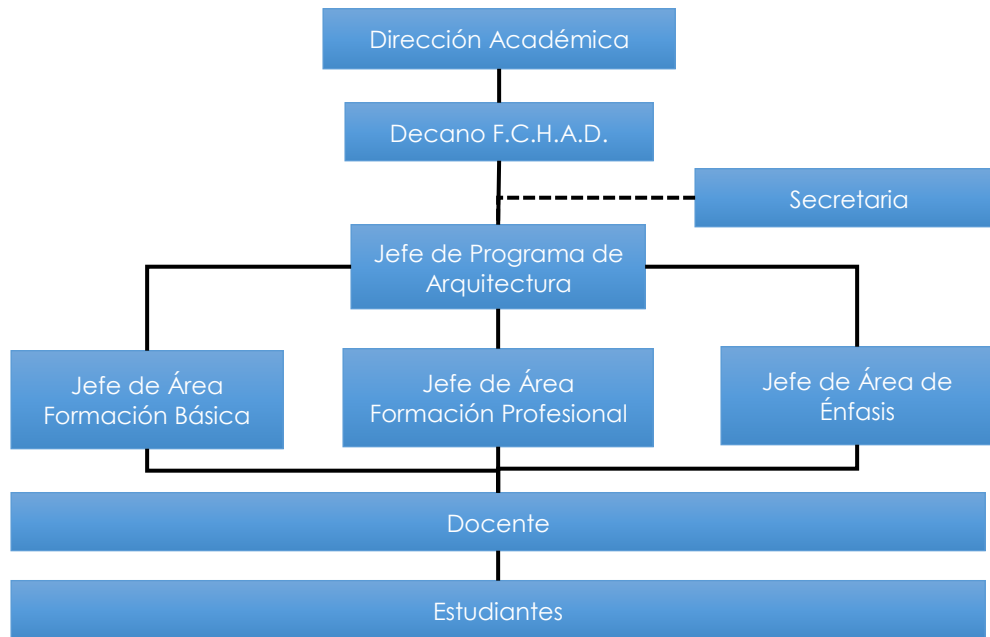 Dirección Académica
Decano F.C.H.A.D.
Secretaria
Jefe de Programa de
Arquitectura
Jefe de Área
Formación Básica
Jefe de Área
Formación Profesional
Jefe de Área de
Énfasis
Docente
Estudiantes